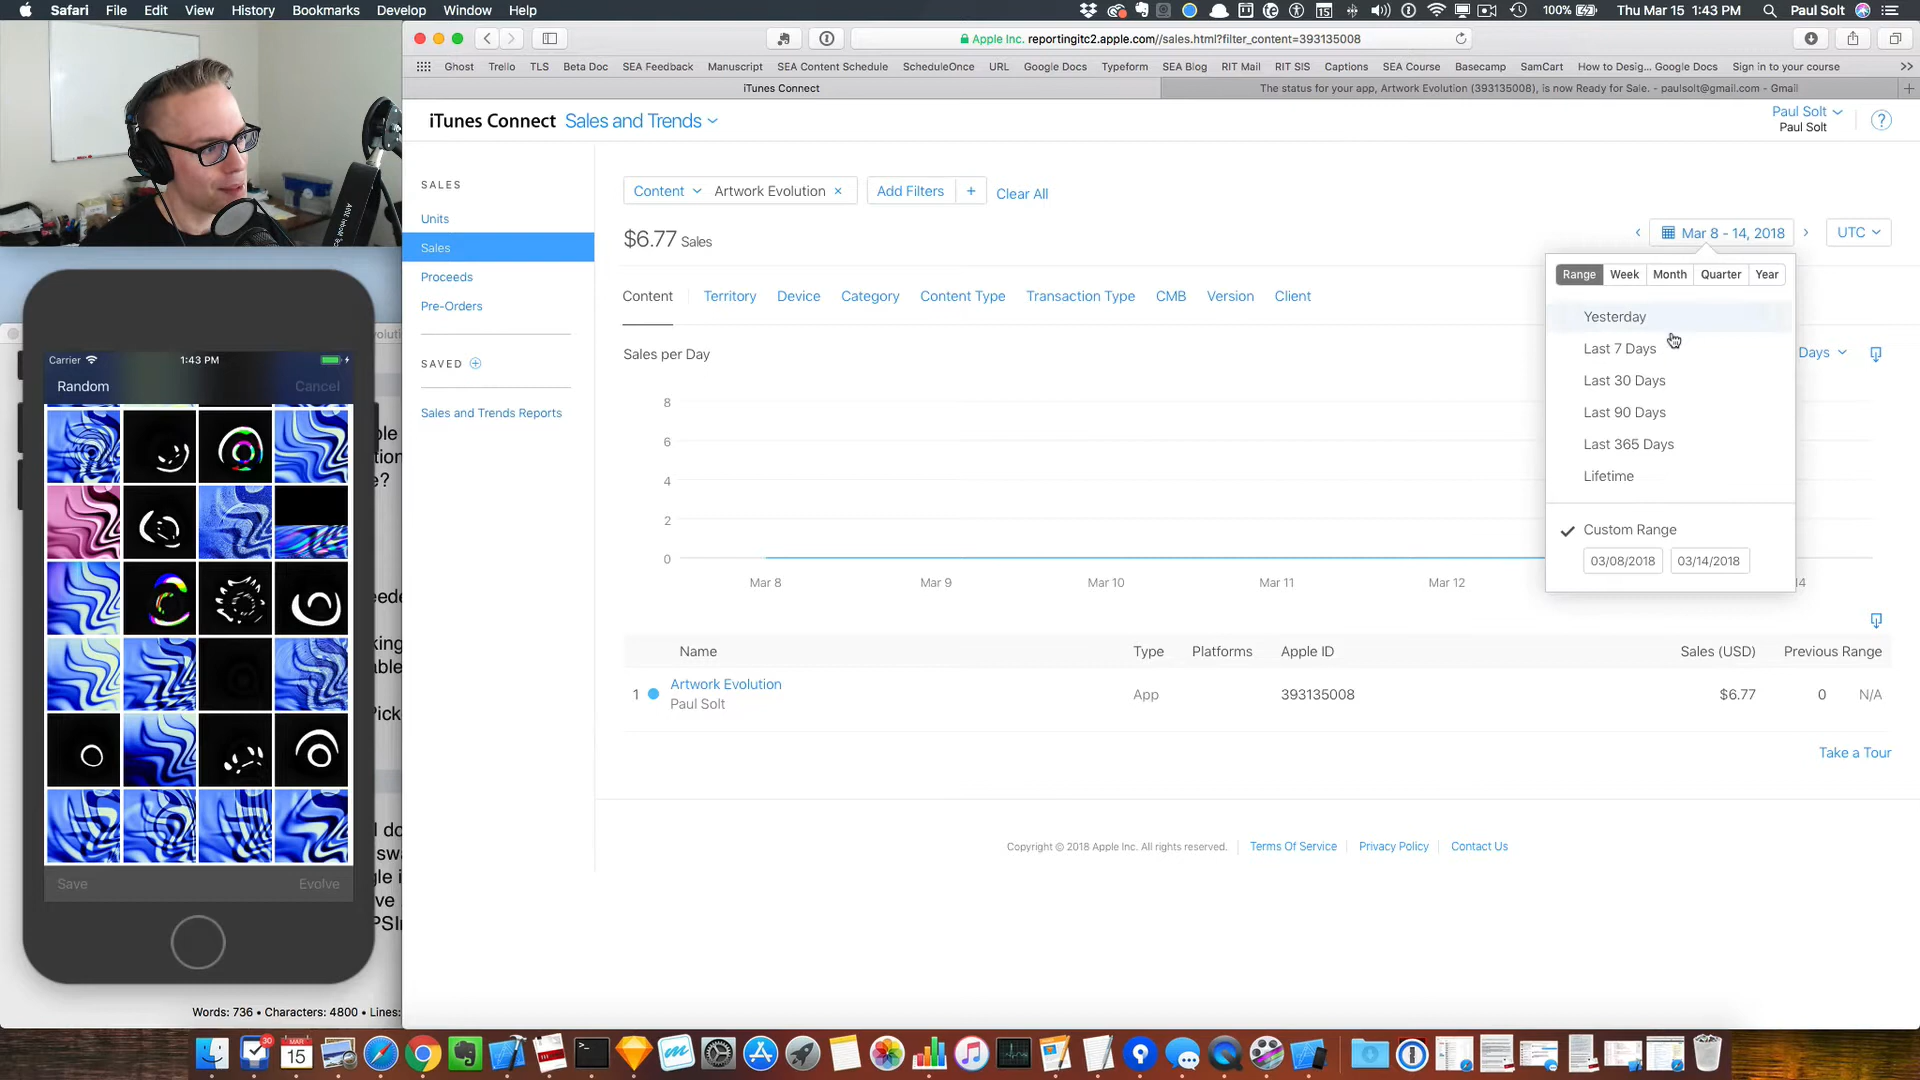 Safari File Edit View History Bookmarks Develop Window Help
100% Thu Mar 15 1:43 PM Paul Solt
Apple Inc. reportingitc2.apple.com//sales.html?filter_content=393135008
Ghost Trello TLS Beta Doc SEA Feedback Manuscript SEA Content Schedule ScheduleOnce URL Google Docs Typeform SEA Blog RIT Mail RIT SIS Captions SEA Course Basecamp SamCart How to Desig... Google Docs Sign in to your course
iTunes Connect
The status for your app, Artwork Evolution (393135008), is now Ready for Sale. - paulsolt@gmail.com - Gmail
iTunes Connect Sales and Trends
Paul Solt
Paul Solt
?
SALES
Units
Sales
Proceeds
Pre-Orders
SAVED
Sales and Trends Reports
Content Artwork Evolution × Add Filters + Clear All
$6.77 Sales
Mar 8 - 14, 2018
UTC
Content Territory Device Category Content Type Transaction Type CMB Version Client
Sales per Day
Days
8
6
4
2
0
Mar 8 Mar 9 Mar 10 Mar 11 Mar 12 14
Range Week Month Quarter Year
Yesterday
Last 7 Days
Last 30 Days
Last 90 Days
Last 365 Days
Lifetime
Custom Range
03/08/2018 03/14/2018
Name Type Platforms Apple ID Sales (USD) Previous Range
1 Artwork Evolution App 393135008 $6.77 0 N/A
Paul Solt
Take a Tour
Copyright © 2018 Apple Inc. All rights reserved. Terms Of Service Privacy Policy Contact Us
Carrier 1:43 PM
Random Cancel
Save Evolve
Words: 736 • Characters: 4800 • Lines:
30
MAR
15